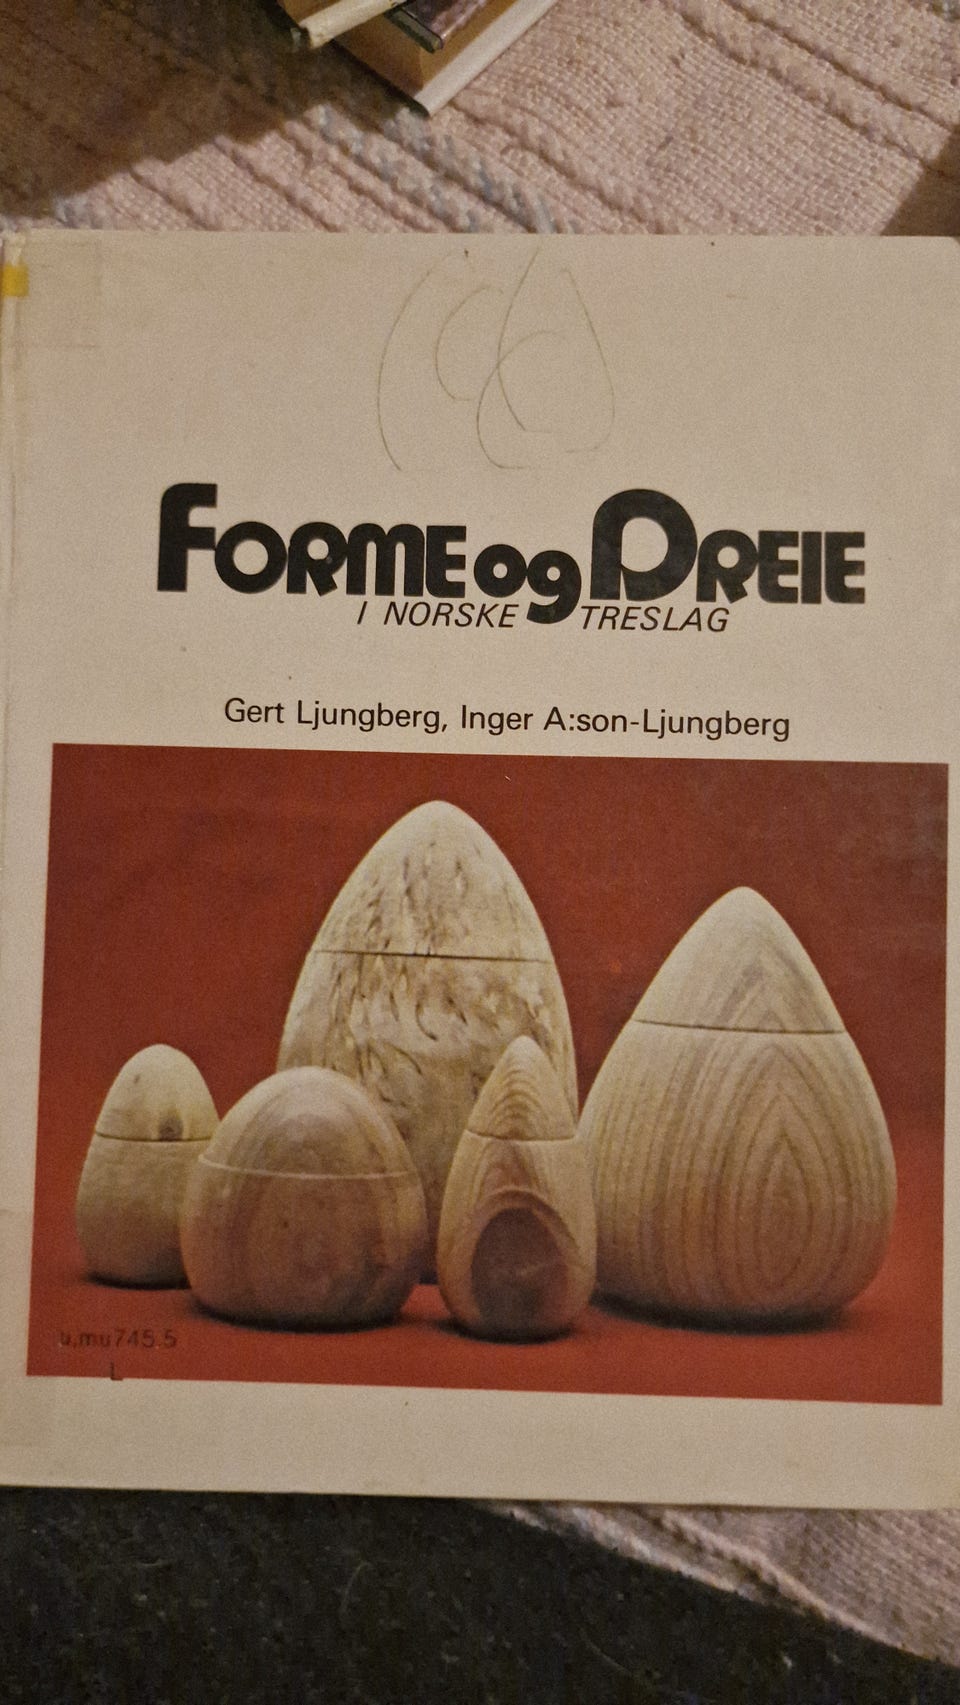 FORME og DREIE
I NORSKE TRESLAG
Gert Ljungberg, Inger A:son-Ljungberg
u,mu745.5
L